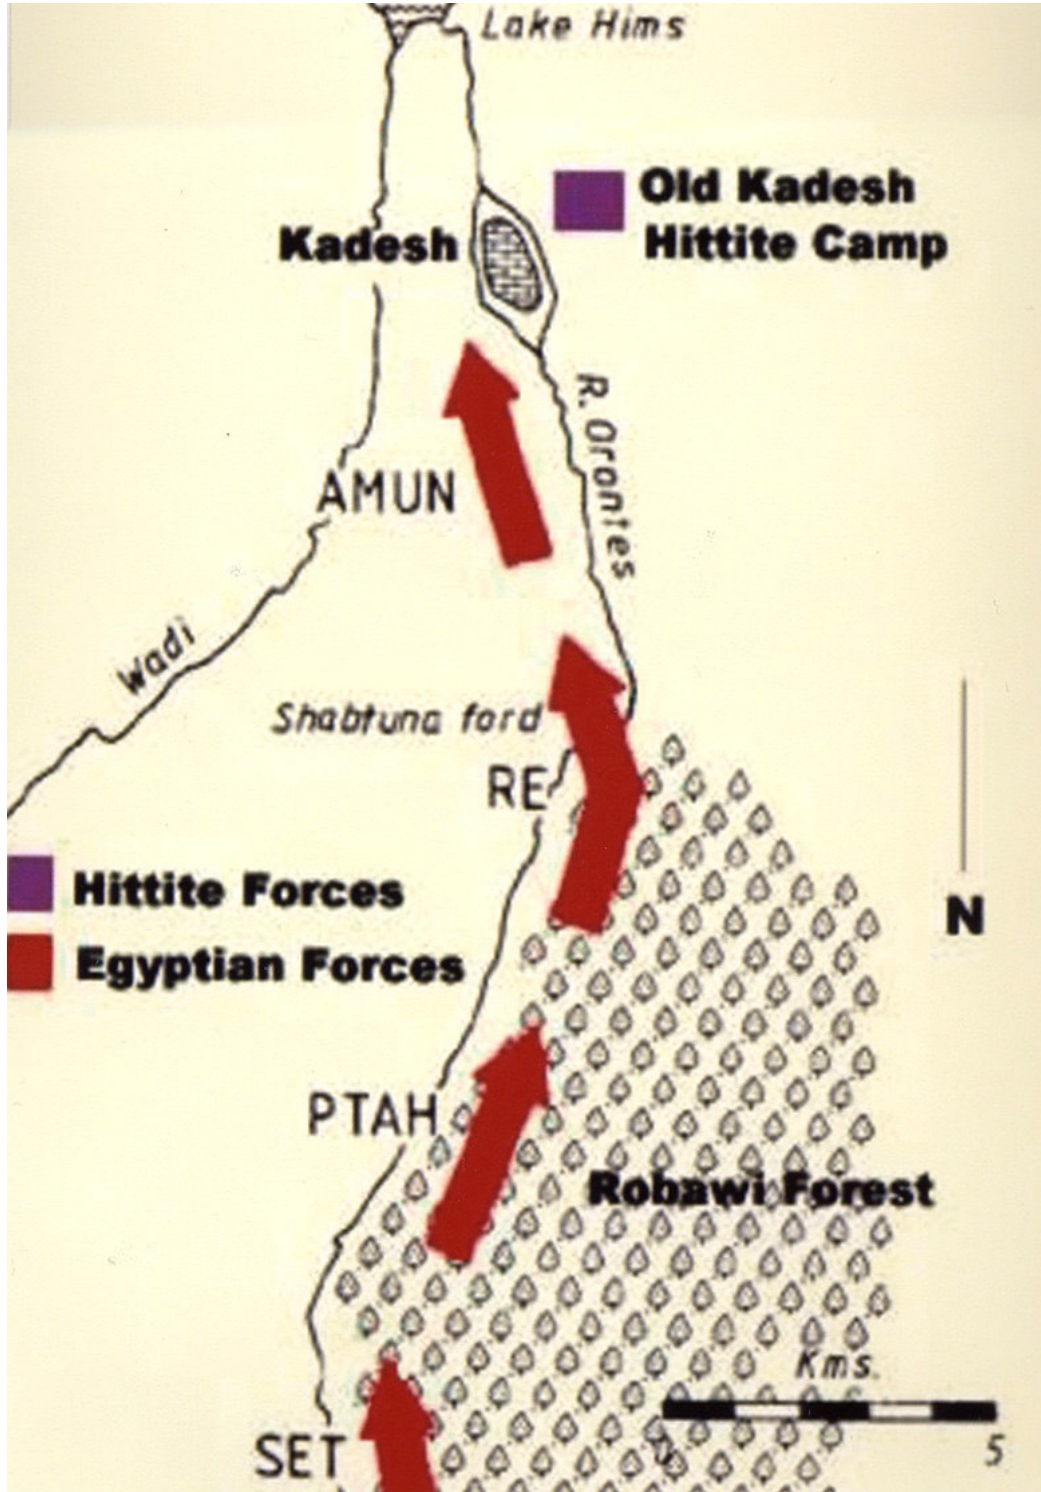 Lake Hims
Old Kadesh
Hittite Camp
Kadesh
R. Orontes
AMUN
Wadi
Shabtuna ford
RE
Hittite Forces
Egyptian Forces
N
PTAH
Robawi Forest
Kms.
0 5
SET